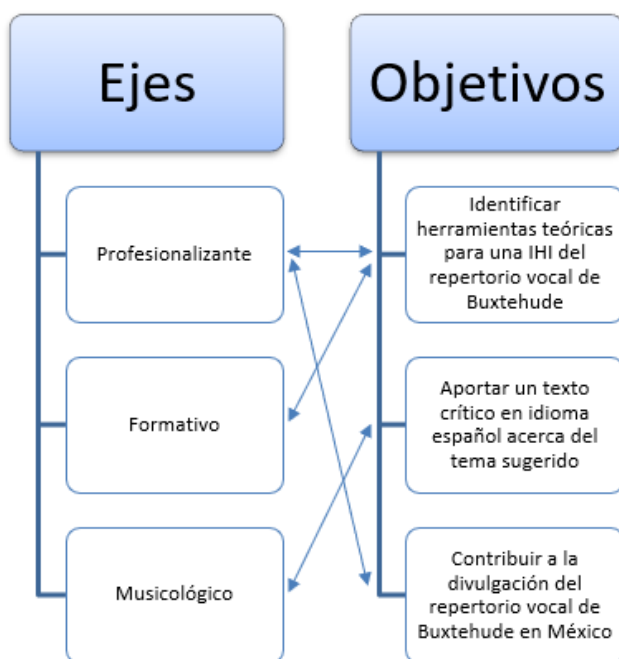 Ejes
Profesionalizante
Formativo
Musicológico
Objetivos
Identificar
herramientas teóricas
para una IHI del
repertorio vocal de
Buxtehude
Aportar un texto
crítico en idioma
español acerca del
tema sugerido
Contribuir a la
divulgación del
repertorio vocal de
Buxtehude en México